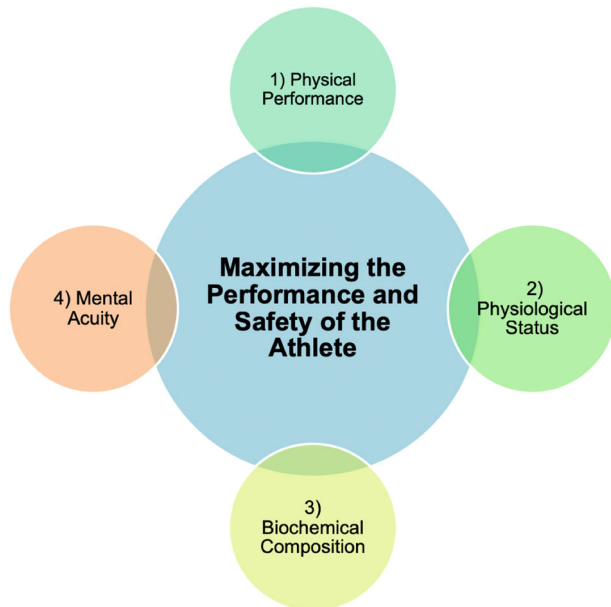 1) Physical
Performance
Maximizing the
Performance and
Safety of the
Athlete
2)
Physiological
Status
3)
Biochemical
Composition
4) Mental
Acuity